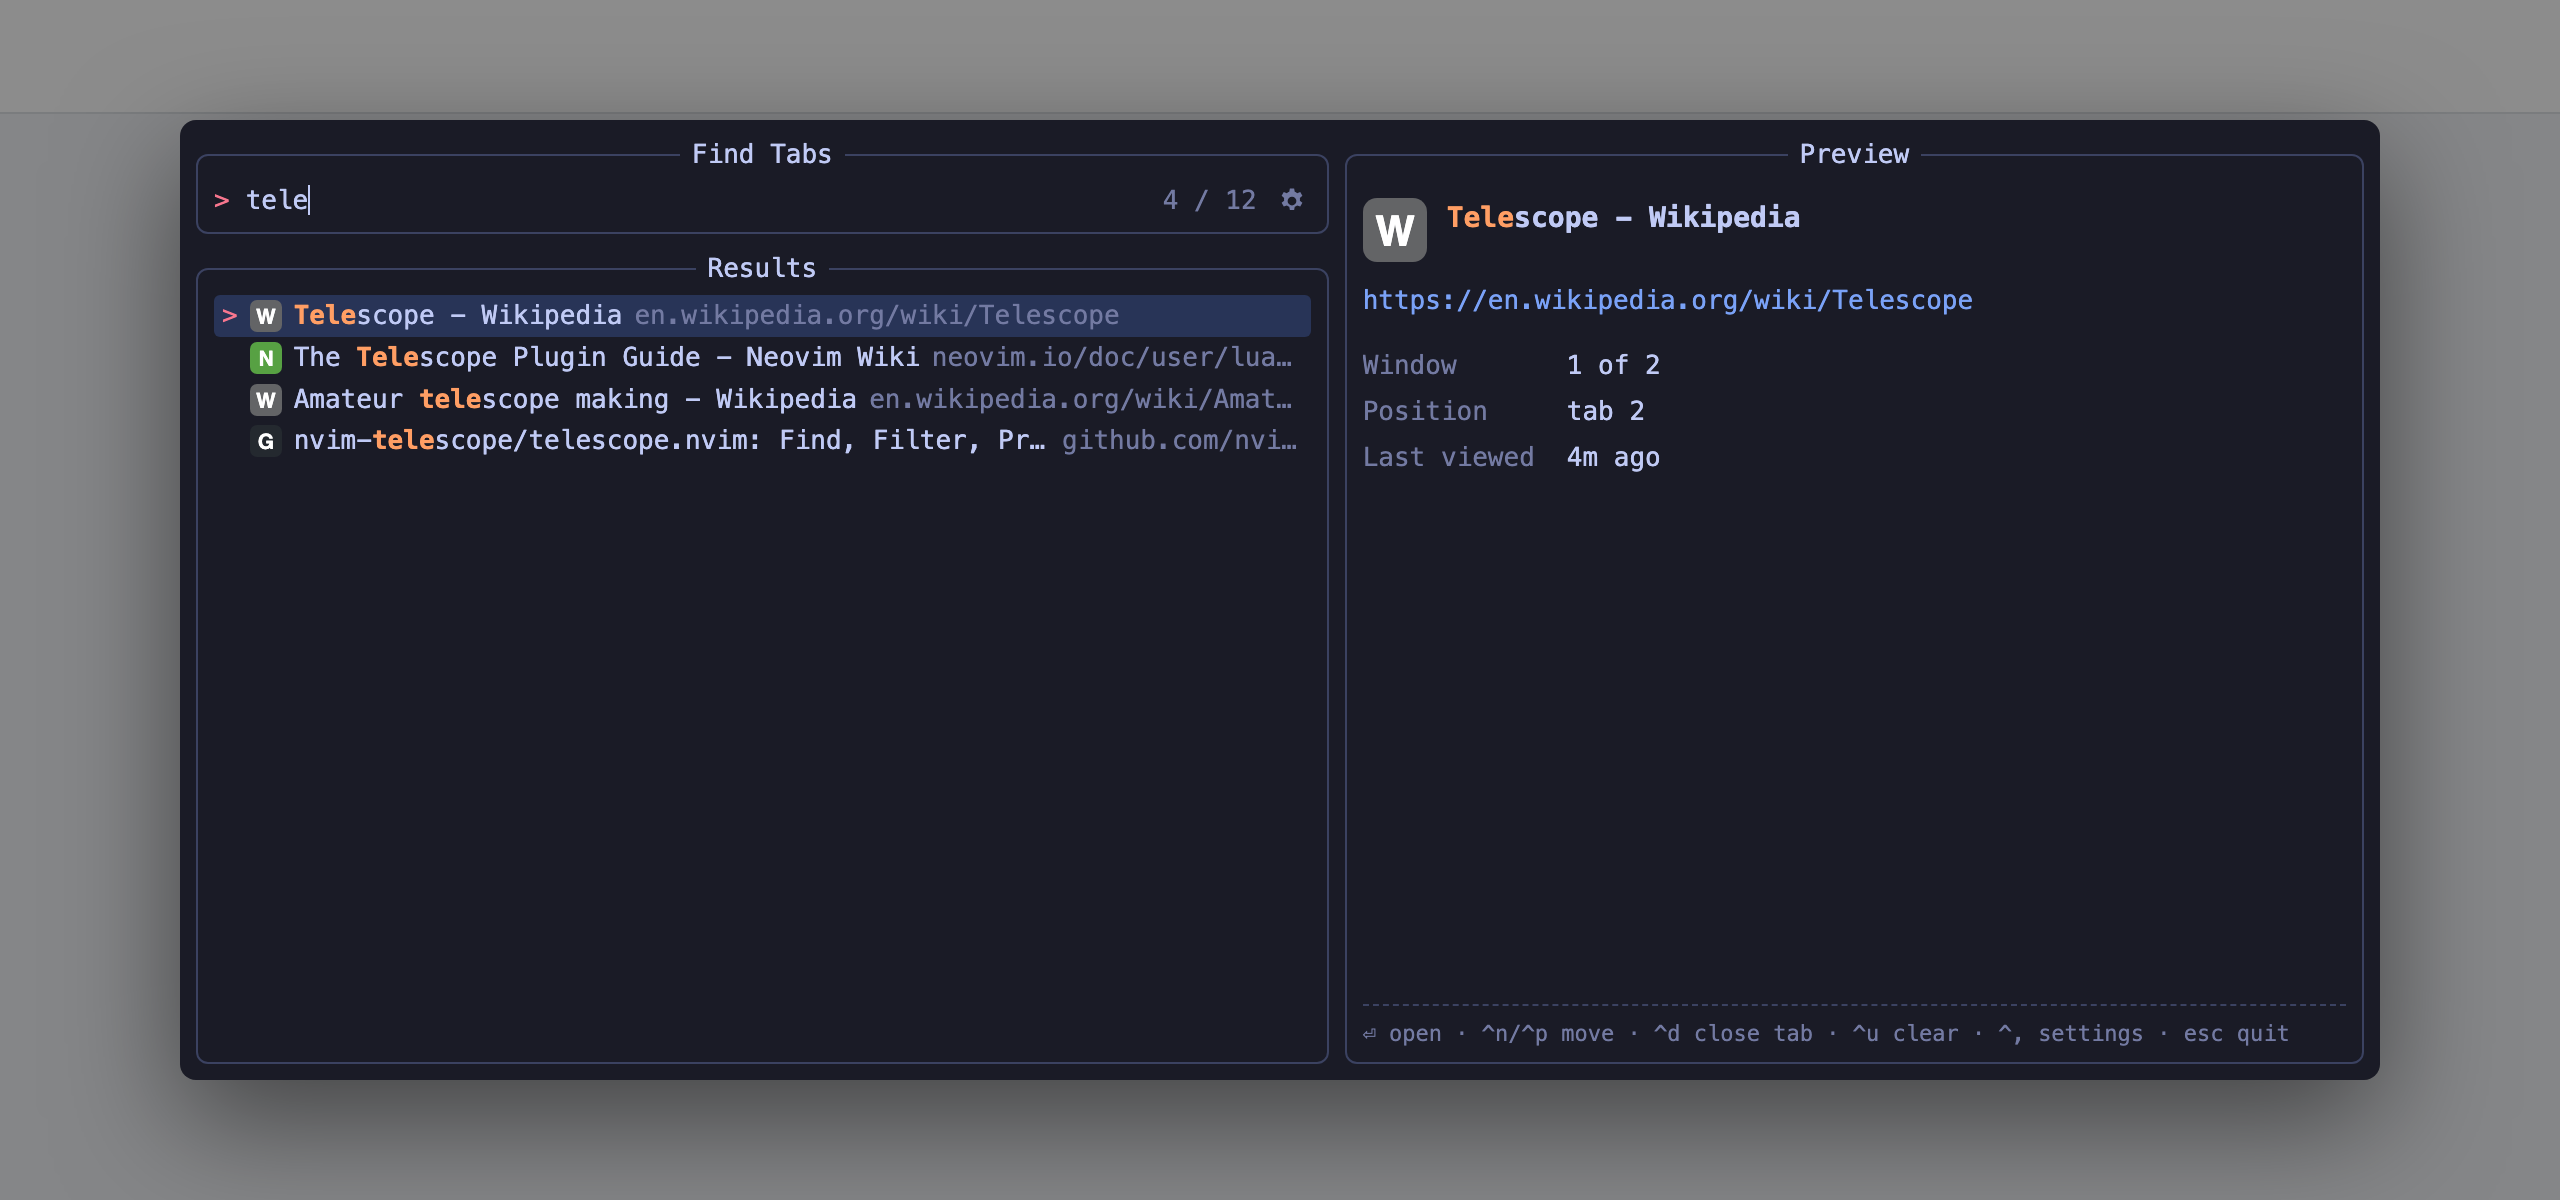 Find Tabs
> tele 4 / 12
Results
> W Telescope – Wikipedia en.wikipedia.org/wiki/Telescope
N The Telescope Plugin Guide – Neovim Wiki neovim.io/doc/user/lua…
W Amateur telescope making – Wikipedia en.wikipedia.org/wiki/Amat…
G nvim-telescope/telescope.nvim: Find, Filter, Pr… github.com/nvi…
Preview
W Telescope – Wikipedia
https://en.wikipedia.org/wiki/Telescope
Window 1 of 2
Position tab 2
Last viewed 4m ago
⏎ open · ^n/^p move · ^d close tab · ^u clear · ^, settings · esc quit